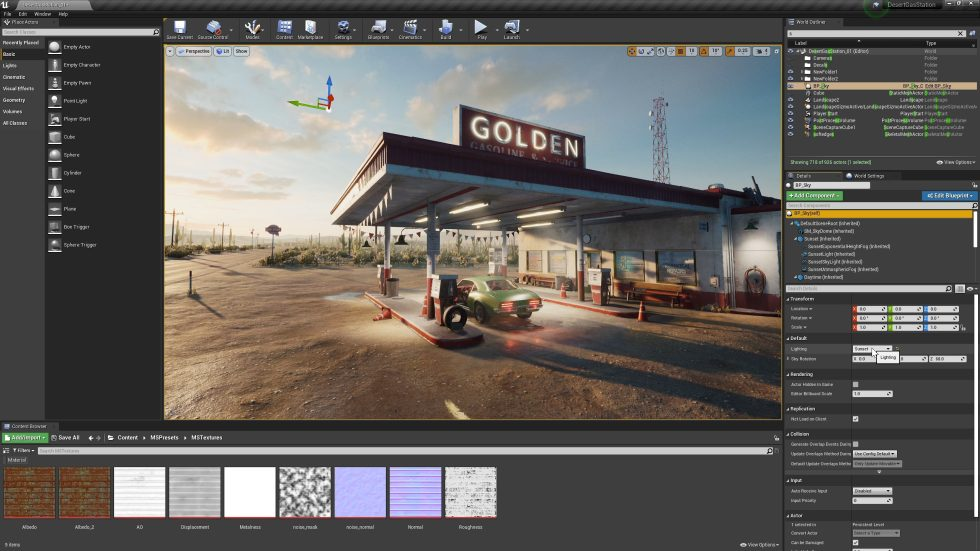 DesertGasStation
File Edit Window Help
Place Actors
Search Classes
Recently Placed
Basic
Lights
Cinematic
Visual Effects
Geometry
Volumes
All Classes
Empty Actor
Empty Character
Empty Pawn
Point Light
Player Start
Cube
Sphere
Cylinder
Cone
Plane
Box Trigger
Sphere Trigger
Save Current
Source Control
Modes
Content
Marketplace
Settings
Blueprints
Cinematics
Build
Play
Launch
Perspective
Lit
Show
10
10°
0.25
4
GOLDEN
GASOLINE & SERVICE
World Outliner
s
Label Type
DesertGasStation_01 (Editor) World
Cameras Folder
Decals Folder
NewFolder1 Folder
NewFolder2 Folder
BP_Sky Edit BP_Sky
Cube StaticMeshActor
Landscape2 Landscape
Player Start PlayerStart
PostProcessVolume PostProcessVolume
SceneCaptureCube1 SceneCaptureCube
softedges SkeletalMeshActor
Showing 718 of 926 actors (1 selected) View Options
Details World Settings
BP_Sky
Add Component Edit Blueprint
Search Components
BP_Sky(self)
DefaultSceneRoot (Inherited)
SM_SkyDome (Inherited)
Sunset (Inherited)
SunsetExponentialHeightFog (Inherited)
SunsetLight (Inherited)
SunsetSkyLight (Inherited)
SunsetAtmosphericFog (Inherited)
Daytime (Inherited)
Search Details
Transform
Location X 0.0 Y 0.0 Z 0.0
Rotation X 0.0° Y 0.0° Z 0.0°
Scale X 1.0 Y 1.0 Z 1.0
Default
Lighting Sunset
Lighting
Sky Rotation X 0.0
Rendering
Actor Hidden In Game
Editor Billboard Scale 1.0
Replication
Net Load on Client
Collision
Generate Overlap Events During
Update Overlaps Method During Use Config Default
Default Update Overlaps Method Only Update Movable
Input
Auto Receive Input Disabled
Input Priority 0
Actor
1 selected in Persistent Level
Convert Actor Select a Type
Can be Damaged
Content Browser
Add/Import Save All Content MSPresets MSTextures
Filters Search MSTextures
Material
Albedo
Albedo_2
AO
Displacement
Metalness
noise_mask
noise_normal
Normal
Roughness
9 items View Options